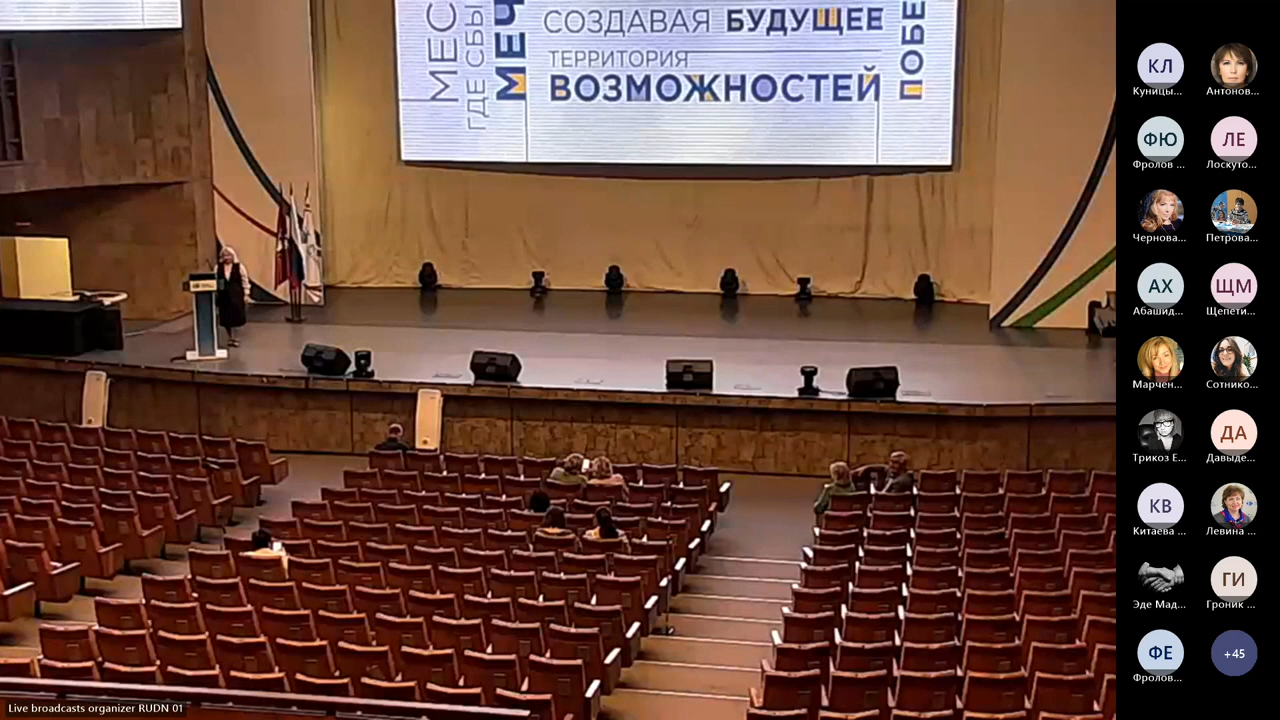 МЕС
ГДЕ СБЫ
МЕЧ
СОЗДАВАЯ БУДУЩЕЕ
ТЕРРИТОРИЯ
ВОЗМОЖНОСТЕЙ
ПОБЕ
КЛ
Куницы...
Антонов...
ФЮ
Фролов ...
ЛЕ
Лоскуто...
Чернова...
Петрова...
АХ
Абашид...
ЩМ
Щепети...
Марчен...
Сотнико...
Трикоз Е...
ДА
Давыде...
КВ
Китаева ...
Левина ...
Эде Мад...
ГИ
Гроник ...
ФЕ
Фролов...
+45
Live broadcasts organizer RUDN 01